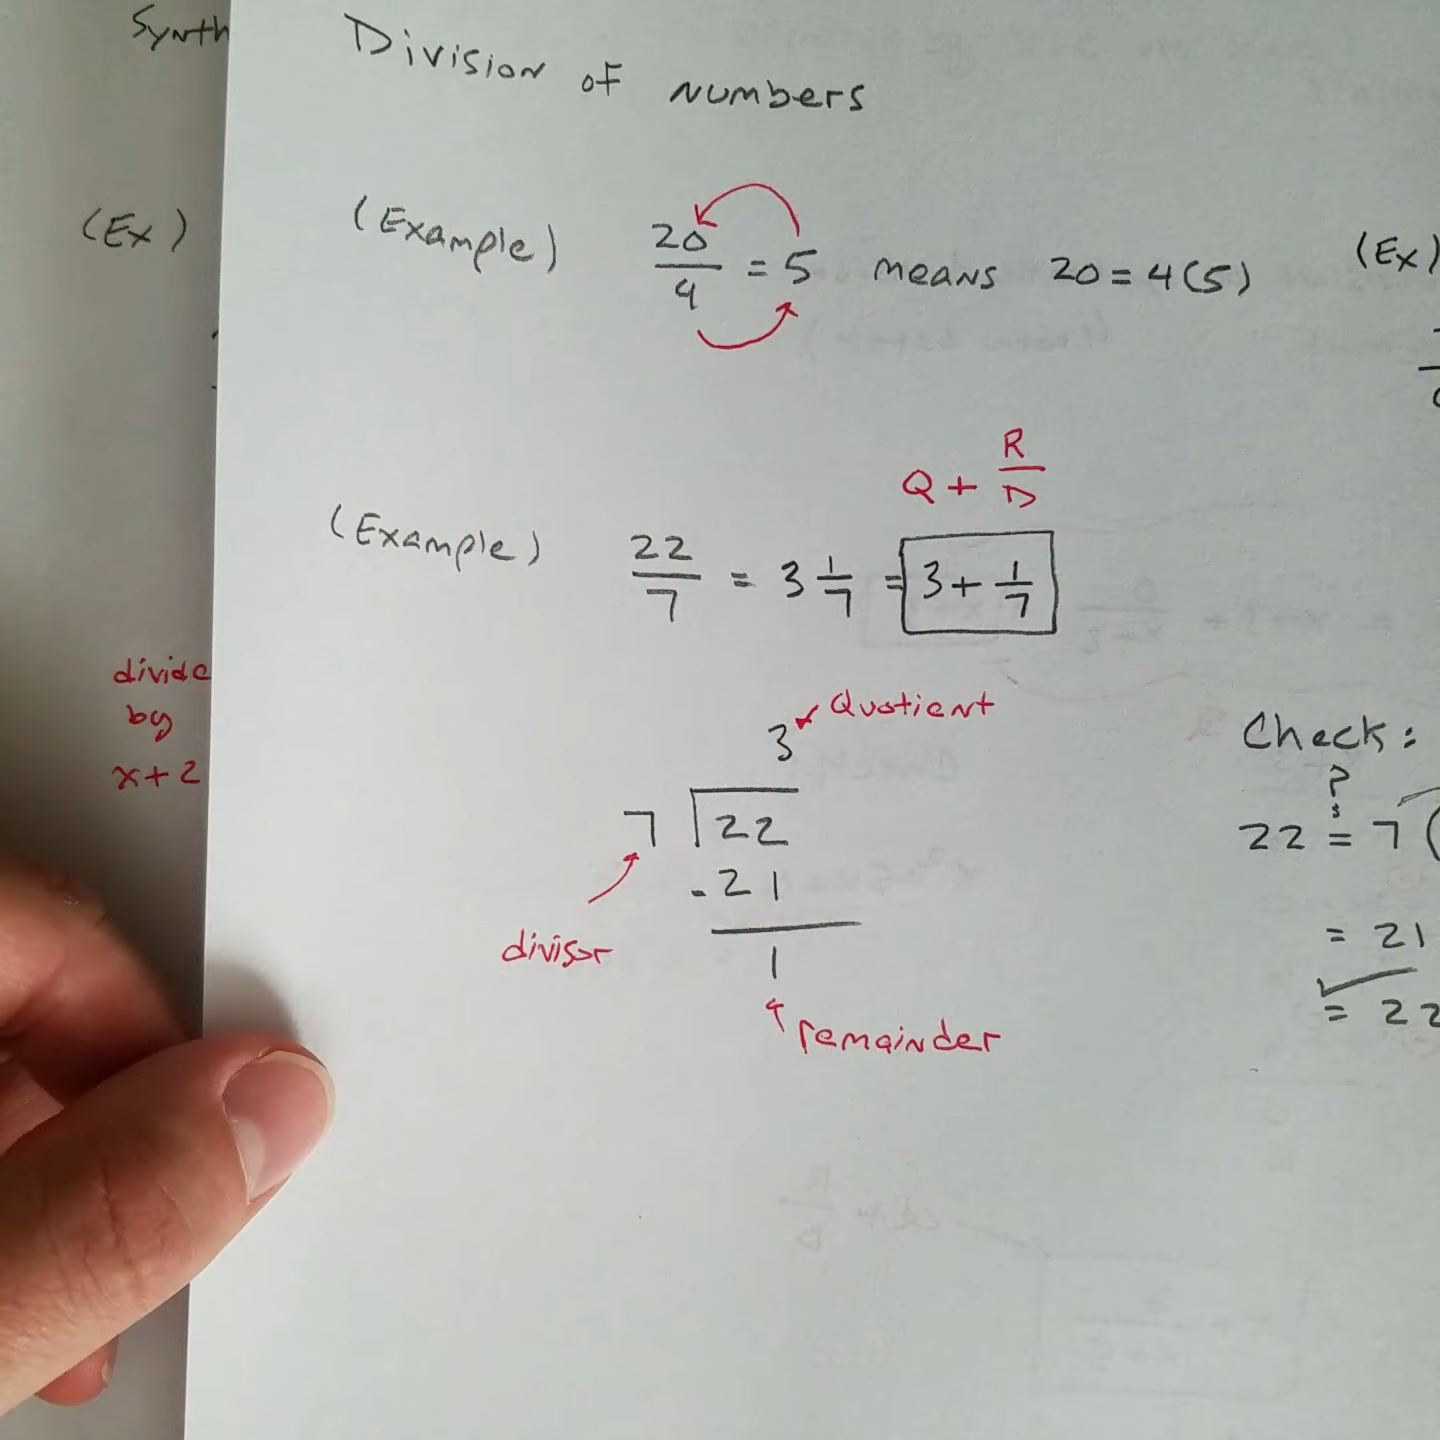 Synth
(Ex)
divide
by
x+2
Division of numbers
(Example) 20/4 = 5 means 20 = 4(5)
Q + R/D
(Example) 22/7 = 3 1/7 = 3 + 1/7
3 Quotient
7 22
- 21
divisor
1
remainder
(Ex)
Check:
?
22 = 7(
= 21
= 22